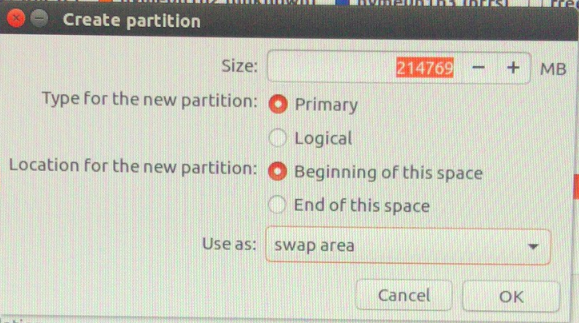 Create partition
Size: 214769 − + MB
Type for the new partition: Primary
Logical
Location for the new partition: Beginning of this space
End of this space
Use as: swap area
Cancel OK